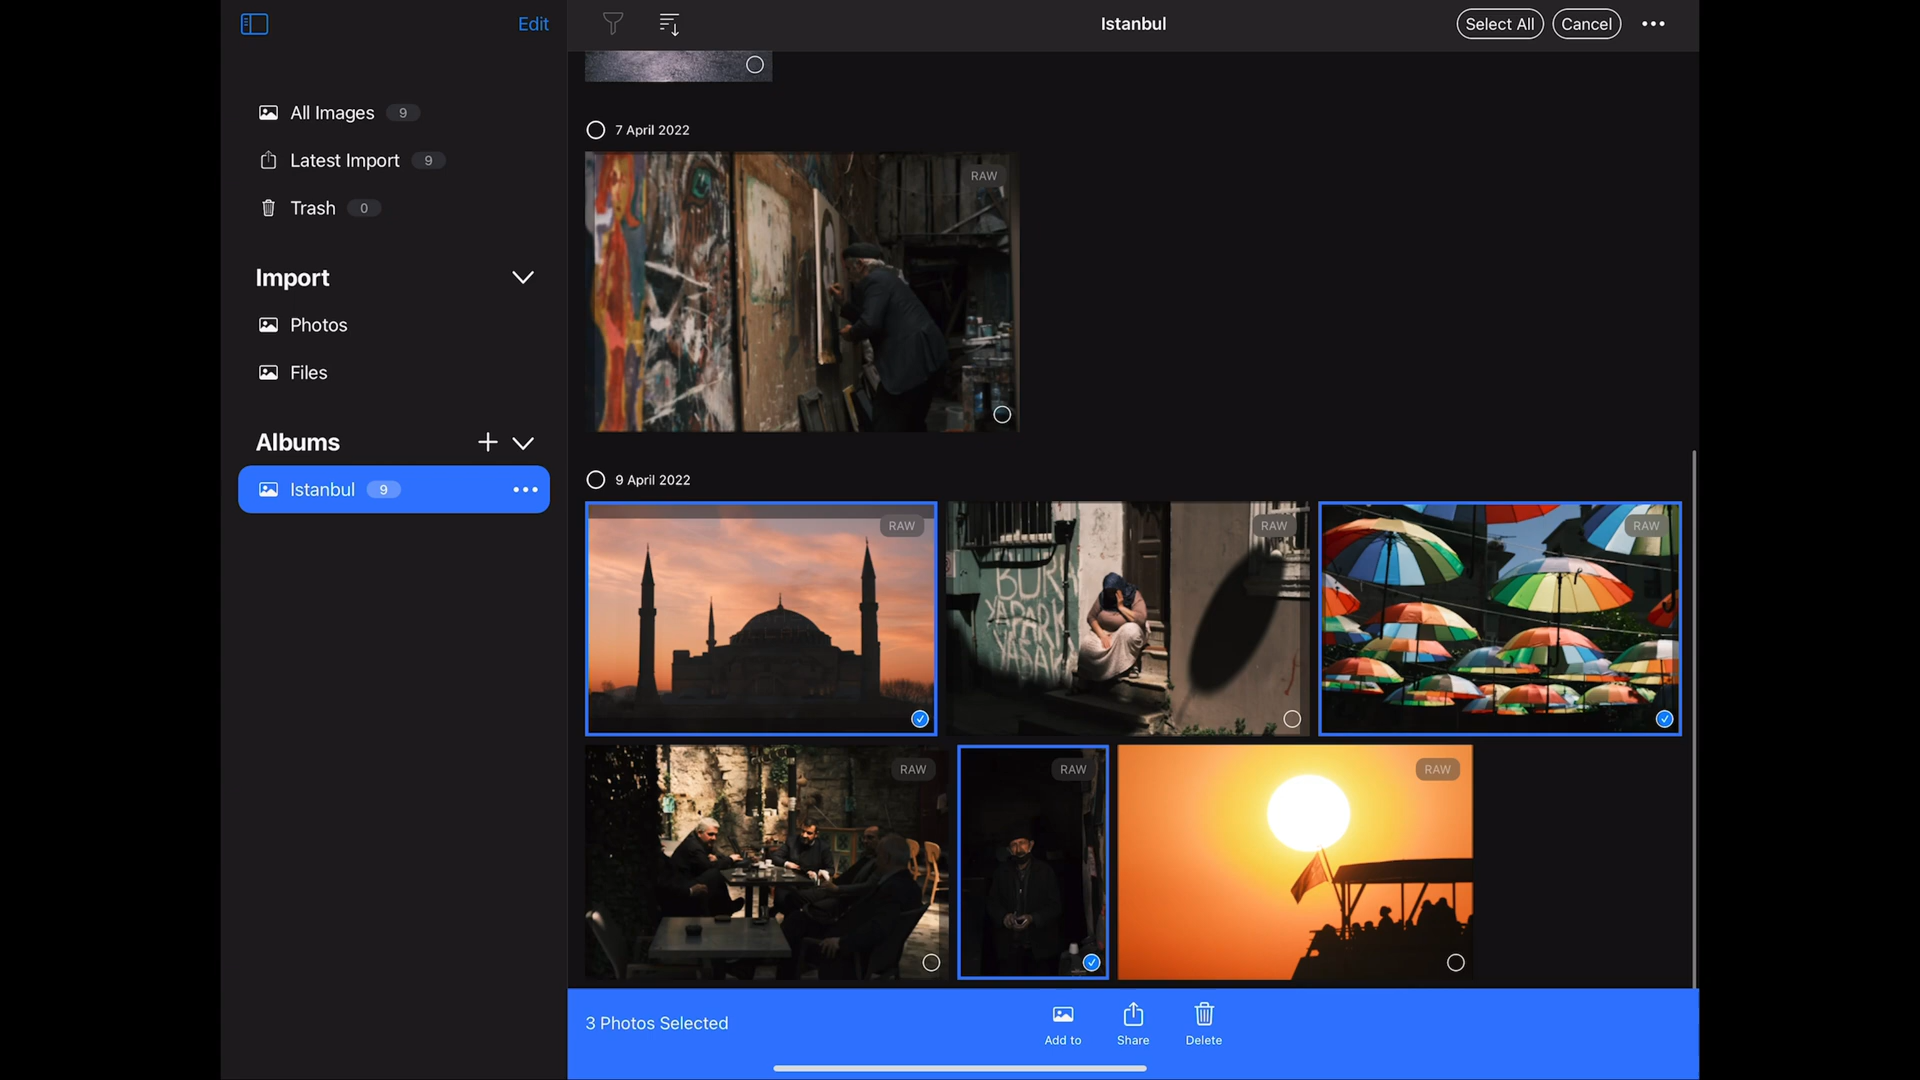 Edit
Istanbul
Select All
Cancel
All Images 9
Latest Import 9
Trash 0
Import
Photos
Files
Albums
Istanbul 9
7 April 2022
RAW
9 April 2022
RAW
RAW
RAW
YAPARK
YASAK
RAW
RAW
RAW
3 Photos Selected
Add to
Share
Delete